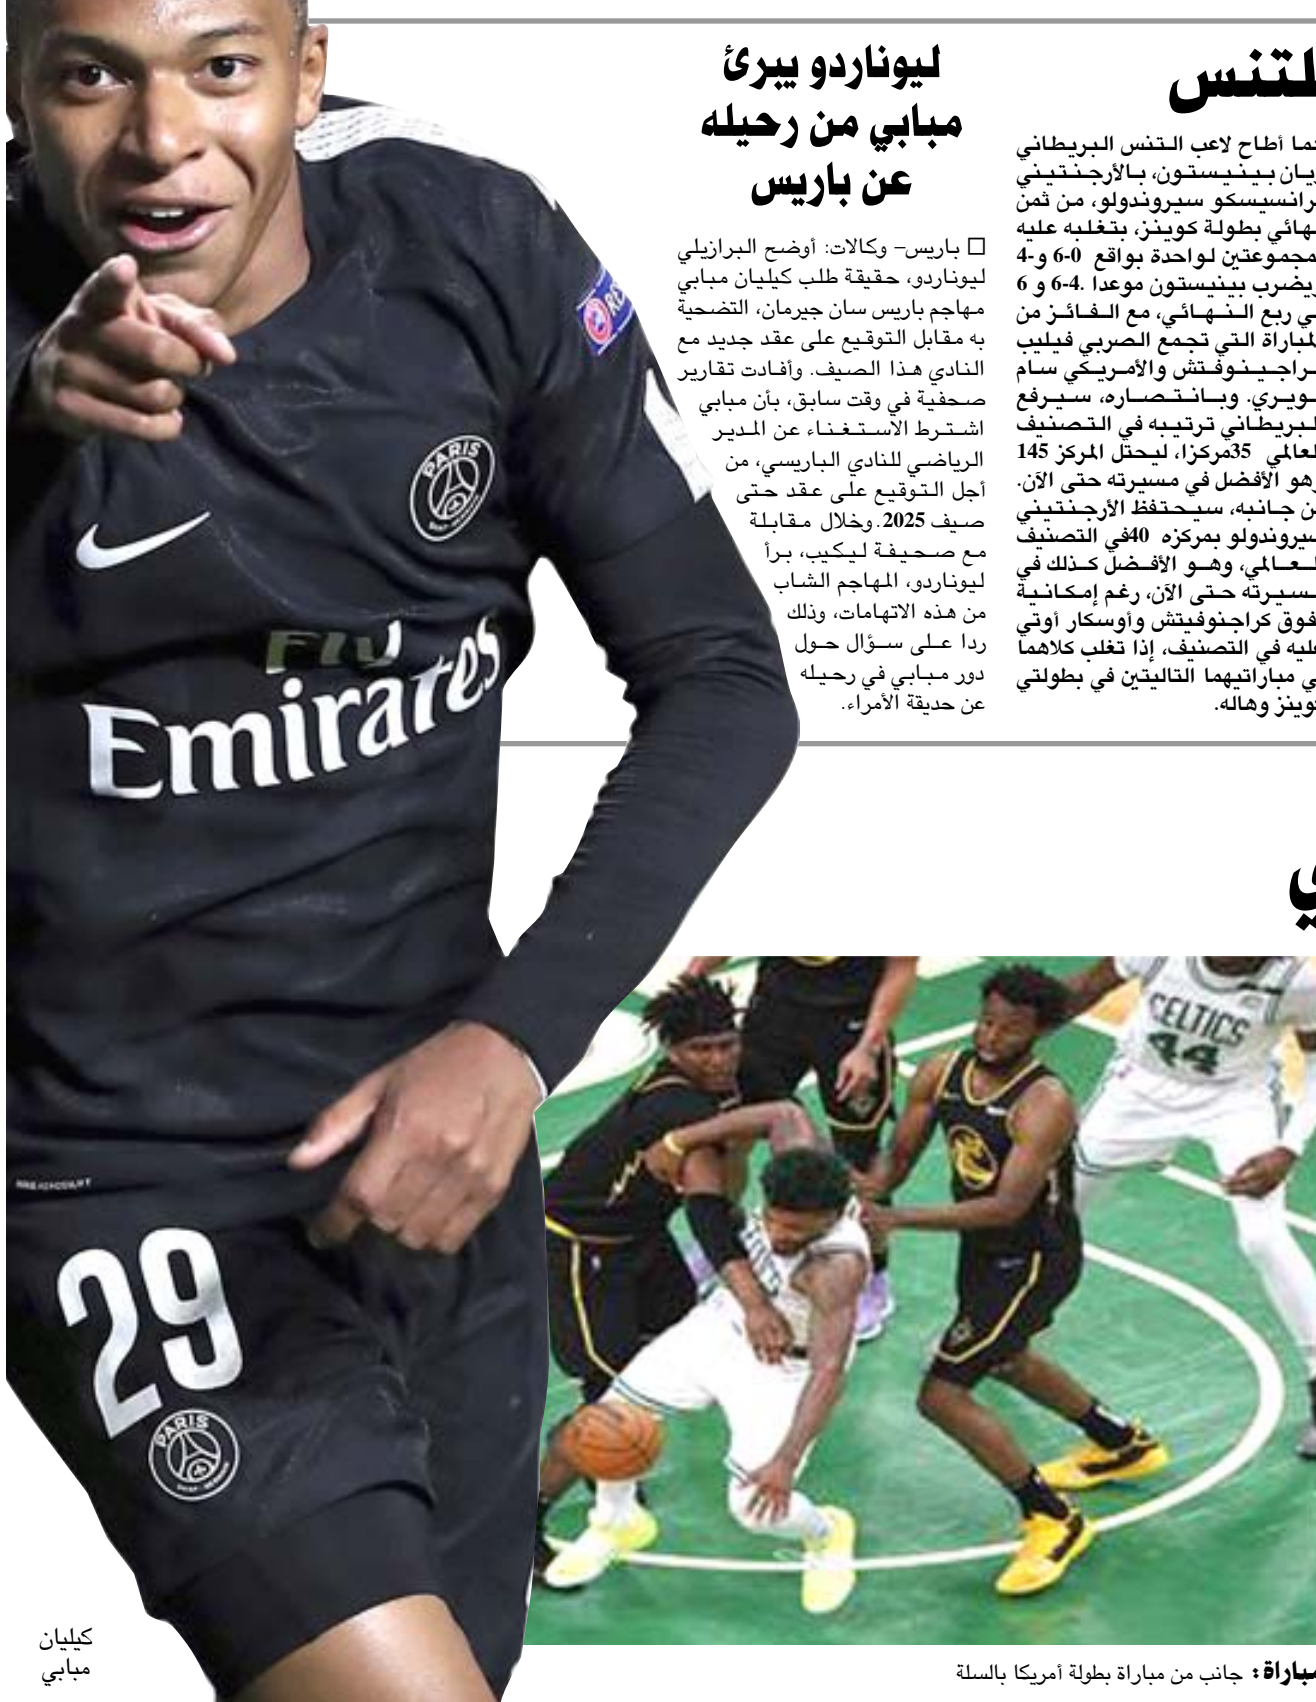 لتنس
كما أطاح لاعب التنس البريطاني
ريان بينيستون، بالأرجنتيني
فرانسيسكو سيروندولو، من ثمن
نهائي بطولة كوينز، بتغلبه عليه
بمجموعتين لواحدة بواقع 0-6 و4-
6 و 6-4. ويضرب بينيستون موعدا
في ربع النهائي، مع الفائز من
المباراة التي تجمع الصربي فيليب
كراجينوفتش والأمريكي سام
كويري. وبانتصاره، سيرفع
البريطاني ترتيبه في التصنيف
العالمي 35مركزا، ليحتل المركز 145
وهو الأفضل في مسيرته حتى الآن.
من جانبه، سيحتفظ الأرجنتيني
سيروندولو بمركزه 40في التصنيف
العالمي، وهو الأفضل كذلك في
مسيرته حتى الآن، رغم إمكانية
تفوق كراجنوفيتش وأوسكار أوتي
عليه في التصنيف، إذا تغلب كلاهما
في مباراتيهما التاليتين في بطولتي
كوينز وهاله.
ليوناردو يبرئ
مبابي من رحيله
عن باريس
□ باريس– وكالات: أوضح البرازيلي
ليوناردو، حقيقة طلب كيليان مبابي
مهاجم باريس سان جيرمان، التضحية
به مقابل التوقيع على عقد جديد مع
النادي هذا الصيف. وأفادت تقارير
صحفية في وقت سابق، بأن مبابي
اشترط الاستغناء عن المدير
الرياضي للنادي الباريسي، من
أجل التوقيع على عقد حتى
صيف 2025.وخلال مقابلة
مع صحيفة ليكيب، برأ
ليوناردو، المهاجم الشاب
من هذه الاتهامات، وذلك
ردا على سؤال حول
دور مبابي في رحيله
عن حديقة الأمراء.
PARIS
Fly
Emirates
29
PARIS
CELTICS
44
مباراة: جانب من مباراة بطولة أمريكا بالسلة
كيليان
مبابي